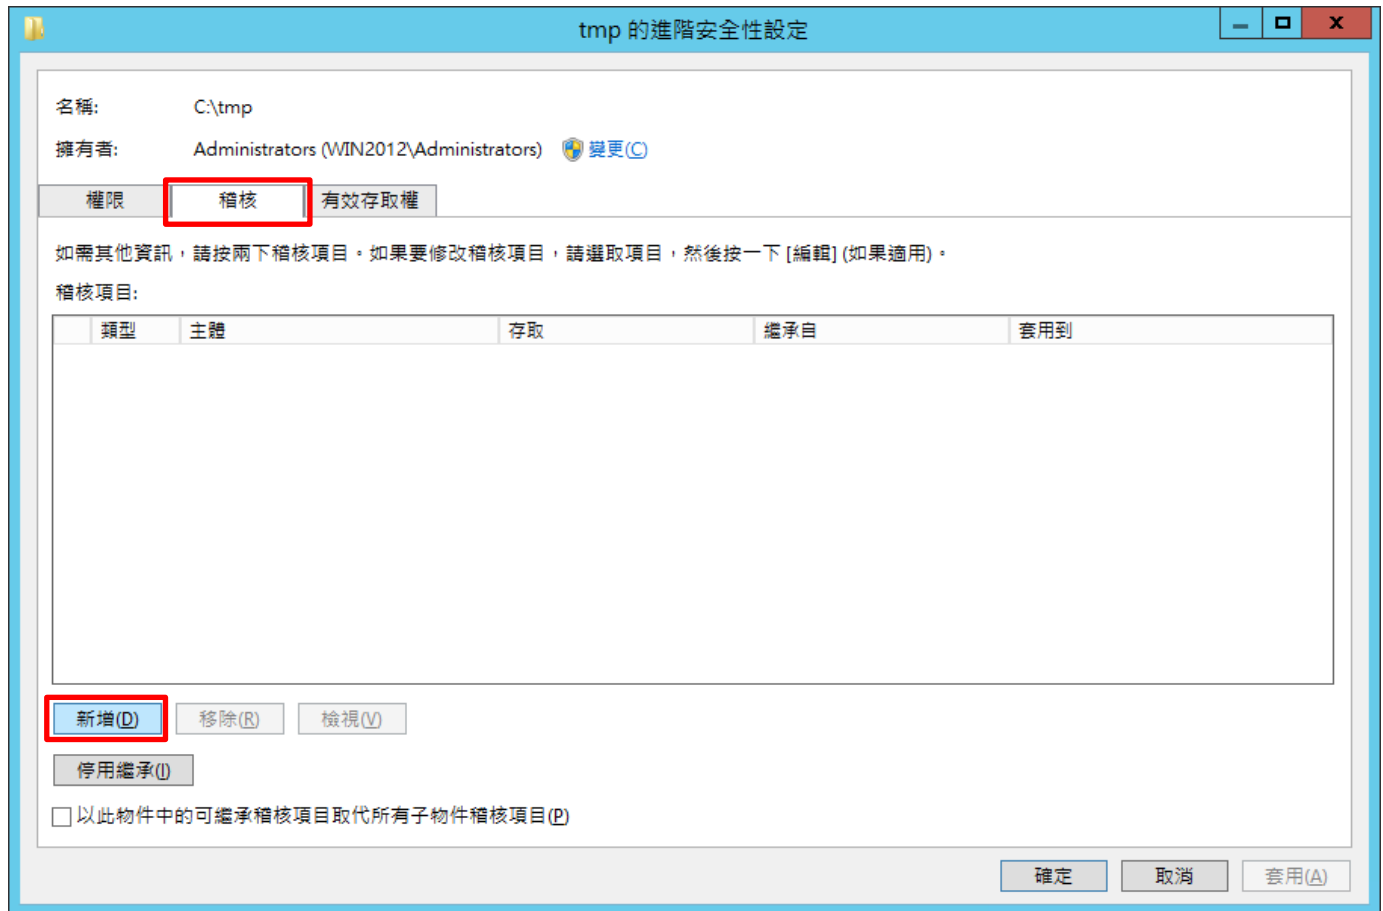 tmp 的進階安全性設定
名稱: C:\tmp
擁有者: Administrators (WIN2012\Administrators) 變更(C)
權限 稽核 有效存取權
如需其他資訊，請按兩下稽核項目。如果要修改稽核項目，請選取項目，然後按一下 [編輯] (如果適用)。
稽核項目:
類型 主體 存取 繼承自 套用到
新增(D) 移除(R) 檢視(V)
停用繼承(I)
以此物件中的可繼承稽核項目取代所有子物件稽核項目(P)
確定 取消 套用(A)